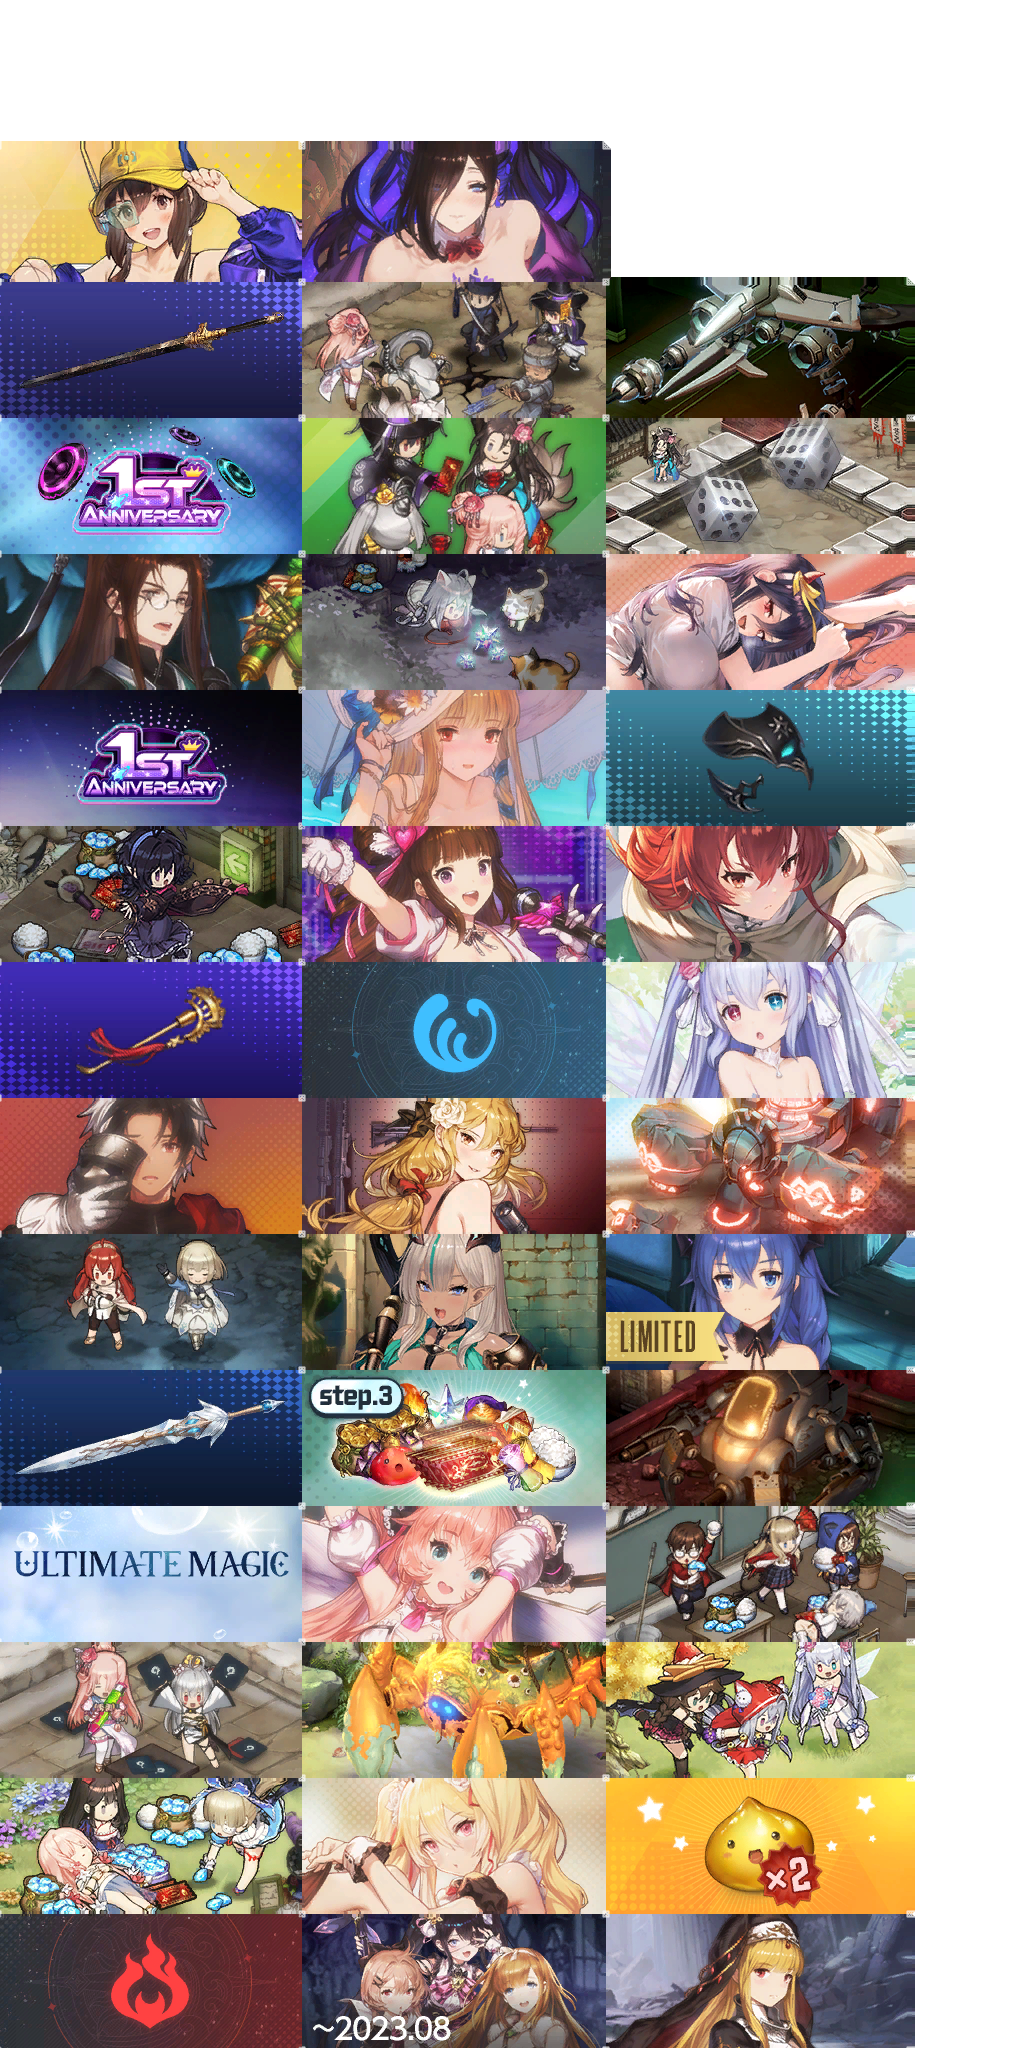 1ST
ANNIVERSARY
1ST
ANNIVERSARY
LIMITED
step.3
ULTIMATE MAGIC
×2
~2023.08